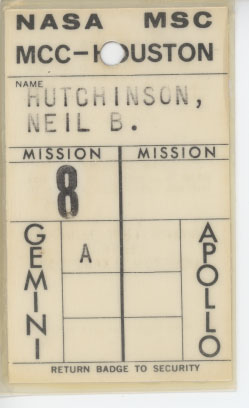 NASA MSC
MCC-HOUSTON
NAME
HUTCHINSON,
NEIL B.
MISSION MISSION
8
GEMINI
A
APOLLO
RETURN BADGE TO SECURITY